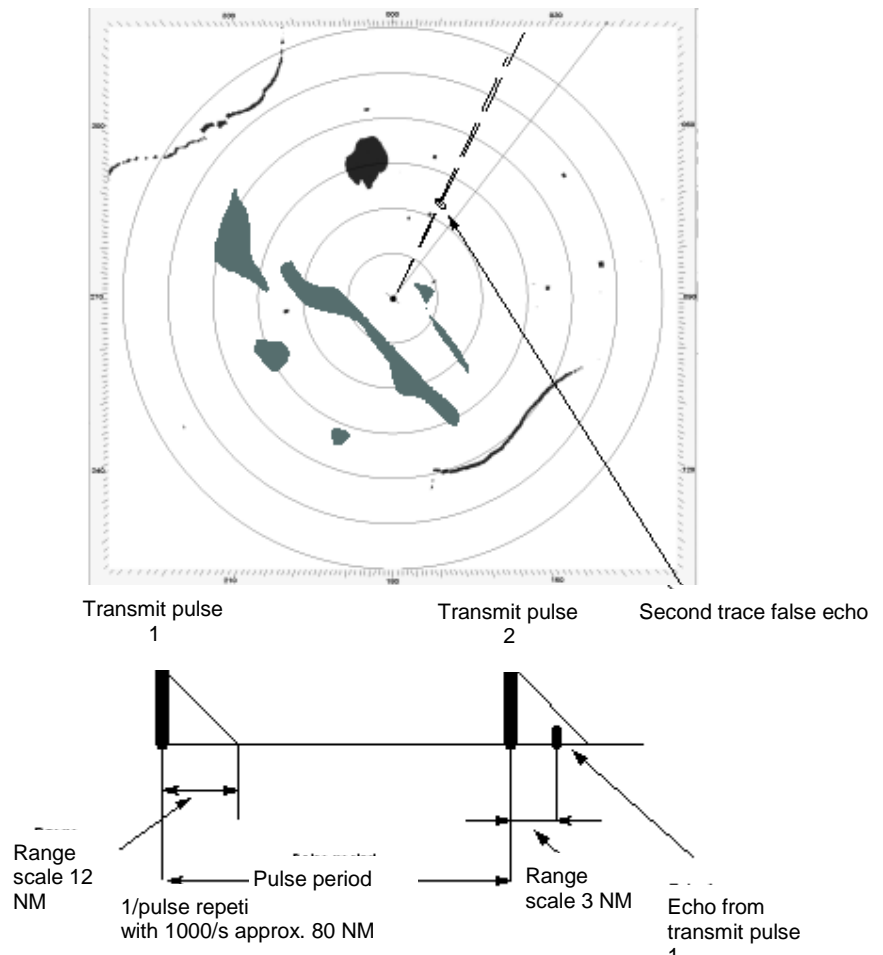 Transmit pulse
1
Transmit pulse
2
Second trace false echo
Range
scale 12
NM
Pulse period
1/pulse repeti
with 1000/s approx. 80 NM
Range
scale 3 NM
Echo from
transmit pulse
1